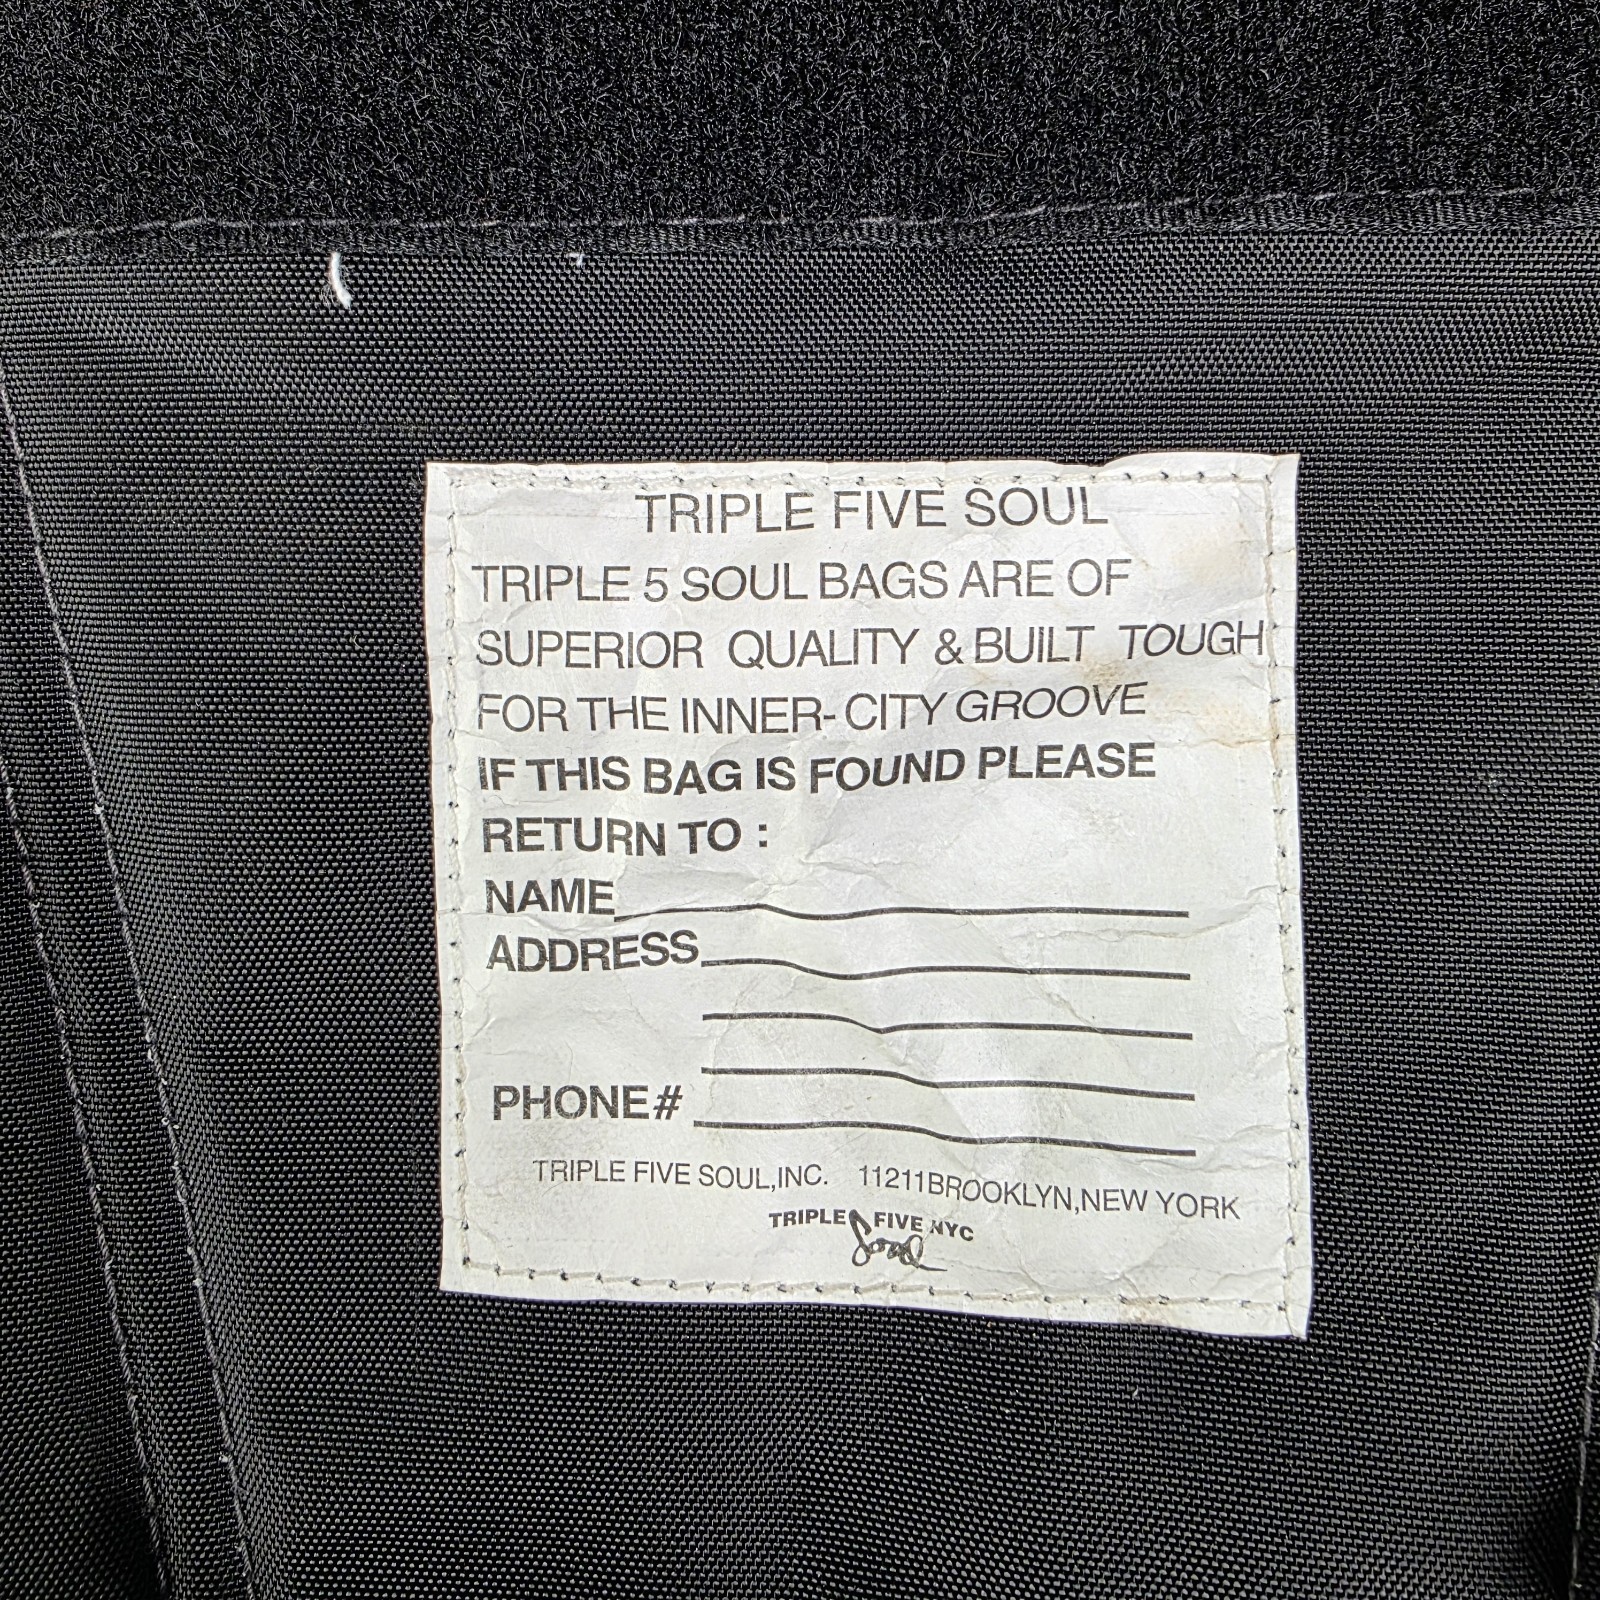 TRIPLE FIVE SOUL
TRIPLE 5 SOUL BAGS ARE OF
SUPERIOR QUALITY & BUILT TOUGH
FOR THE INNER-CITY GROOVE
IF THIS BAG IS FOUND PLEASE
RETURN TO :
NAME
ADDRESS
PHONE#
TRIPLE FIVE SOUL,INC. 11211BROOKLYN,NEW YORK
TRIPLE FIVE NYC
Soul